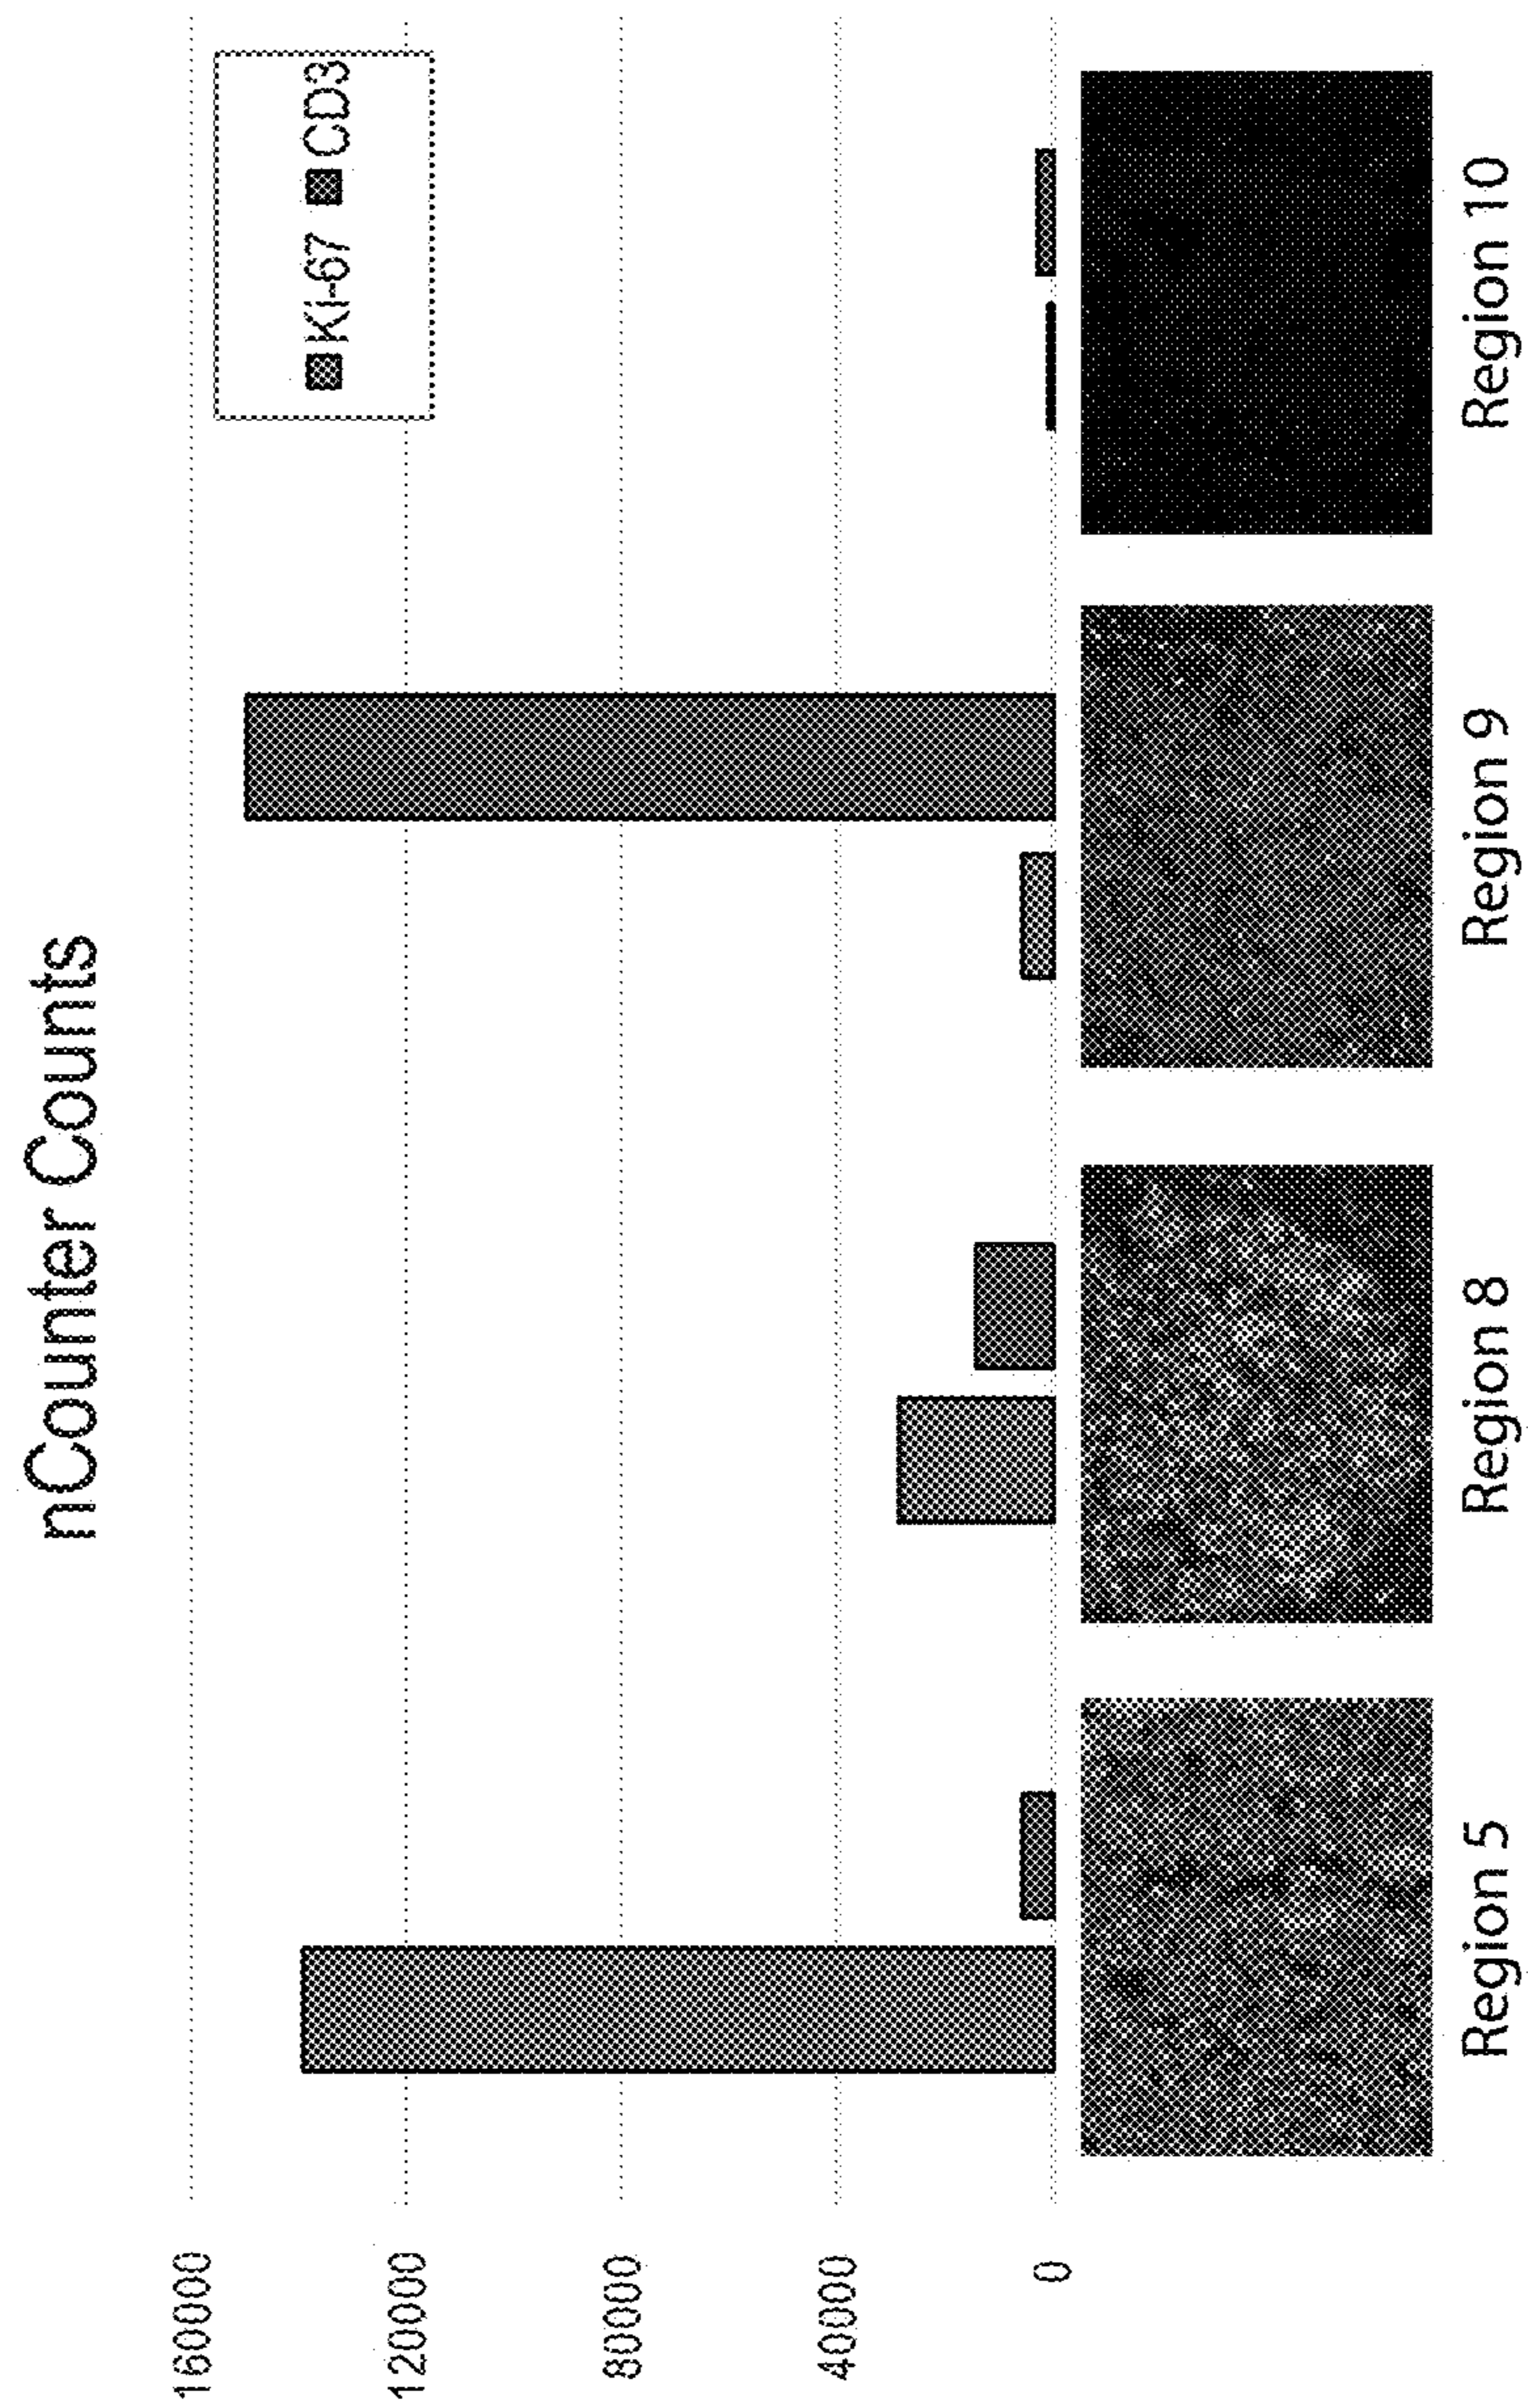 nCounter Counts
160000
120000
80000
40000
0
Ki-67 CD3
Region 5 Region 8 Region 9 Region 10